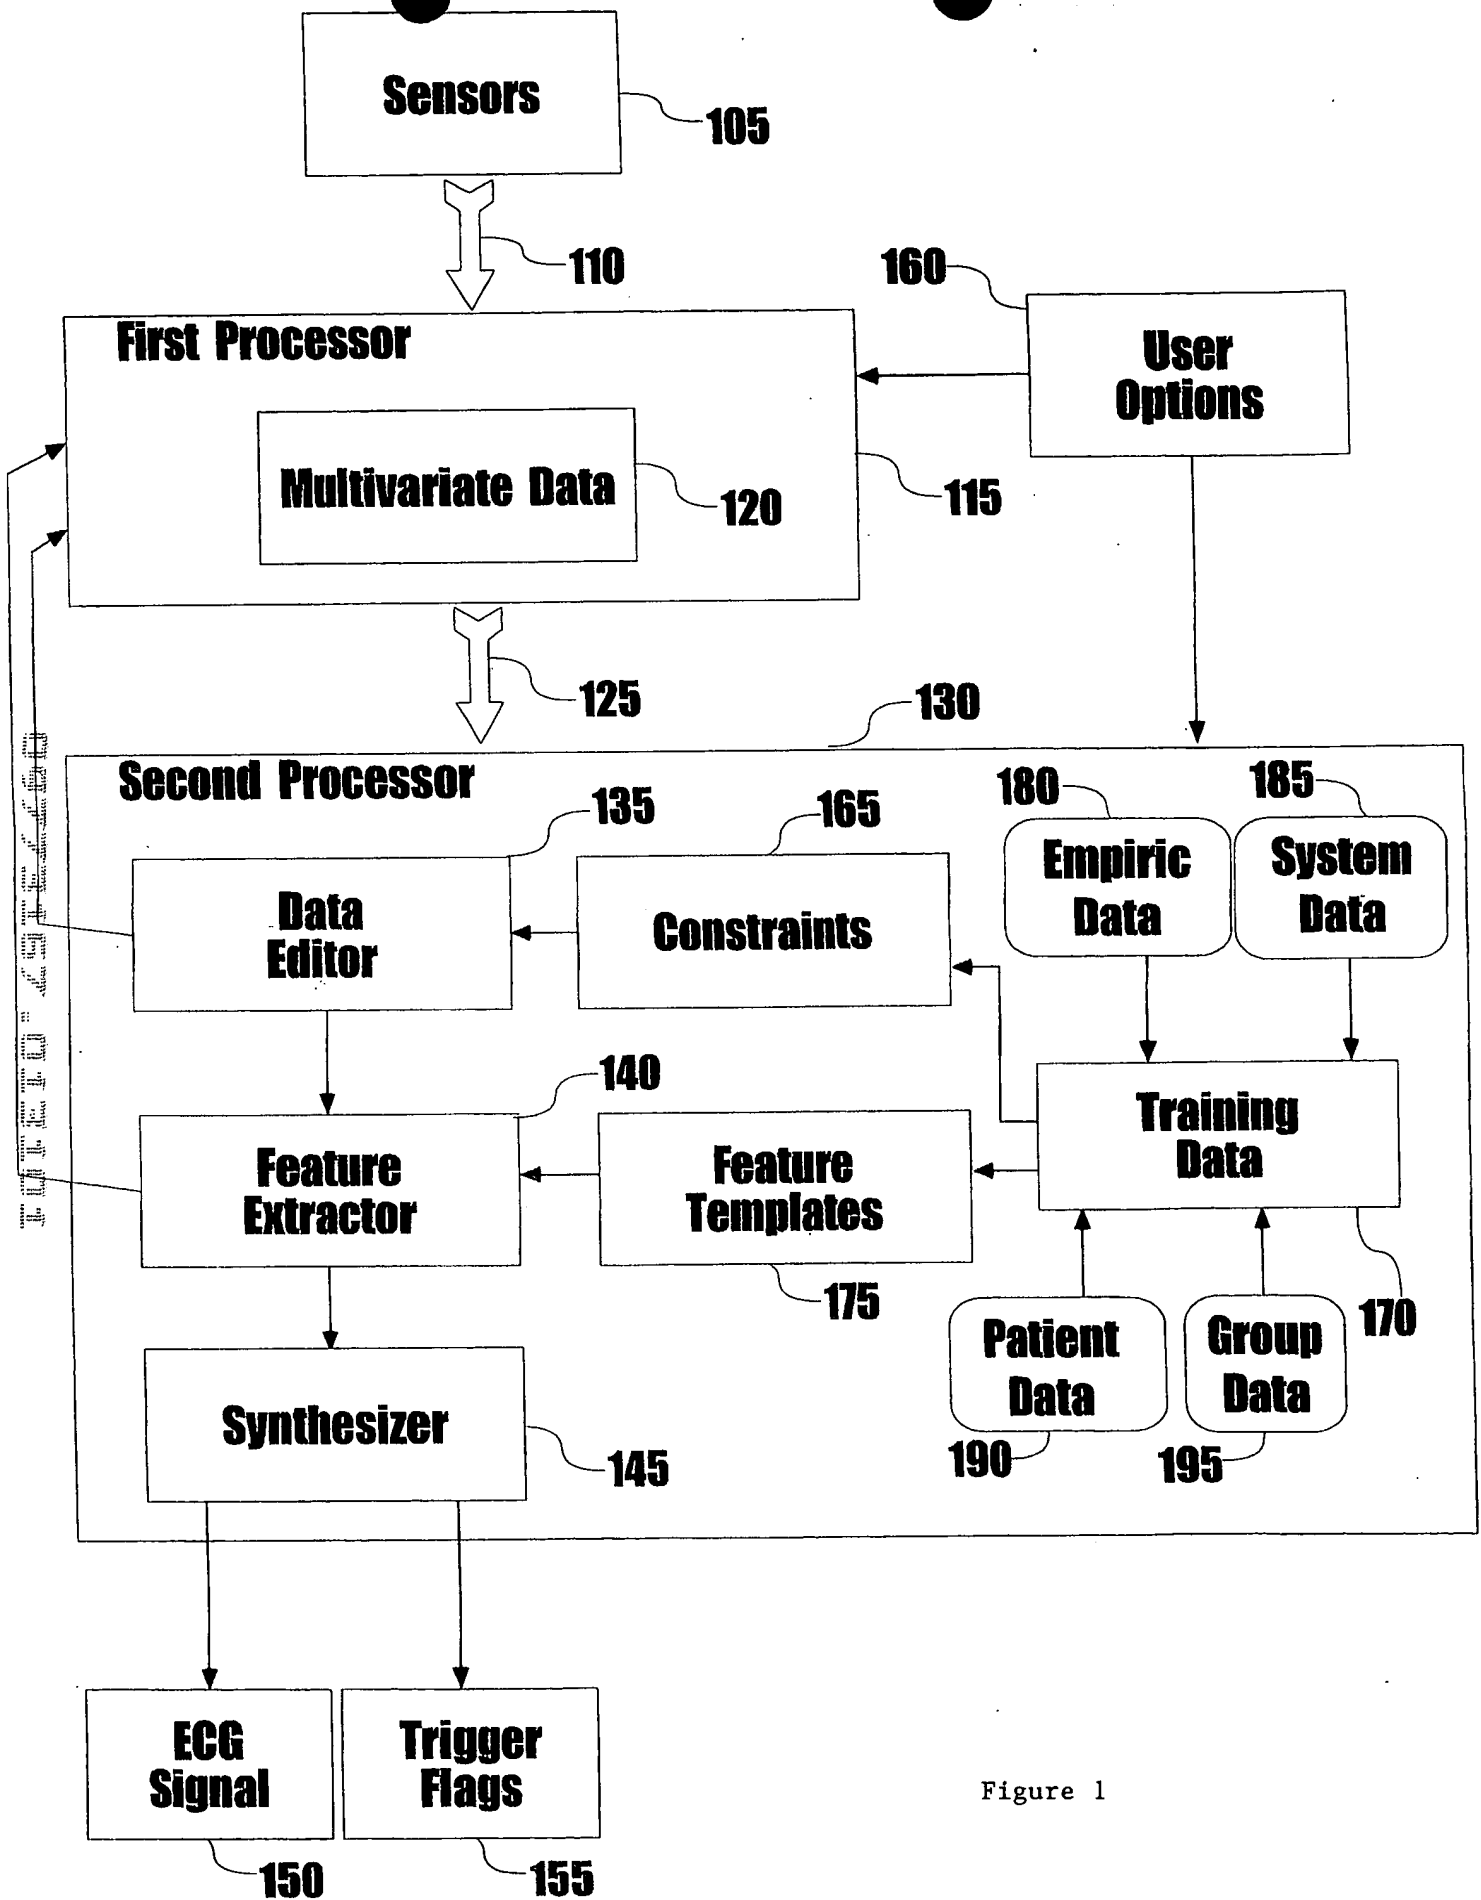 Sensors
105
110
160
First Processor
User
Options
Multivariate Data
120
115
125
130
Second Processor
135
165
180
185
Data
Editor
Constraints
Empiric
Data
System
Data
140
Feature
Extractor
Feature
Templates
Training
Data
175
170
Patient
Data
Group
Data
Synthesizer
145
190
195
ECG
Signal
Trigger
Flags
Figure 1
150
155